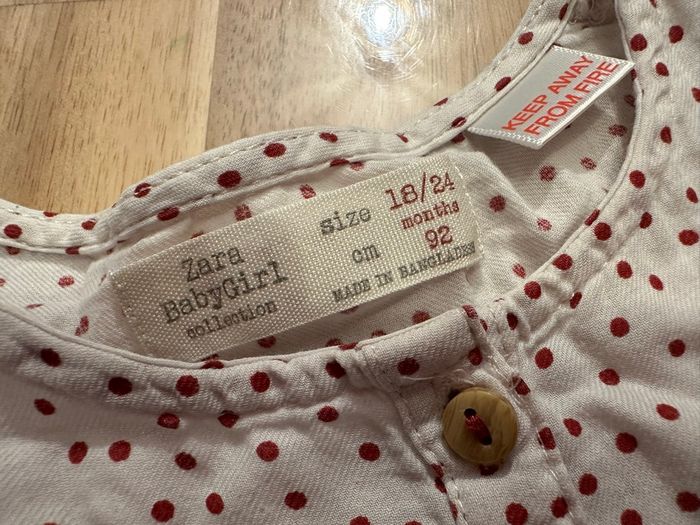 Zara
BabyGirl
collection
size 18/24
months
cm 92
MADE IN BANGLADESH
KEEP AWAY
FROM FIRE